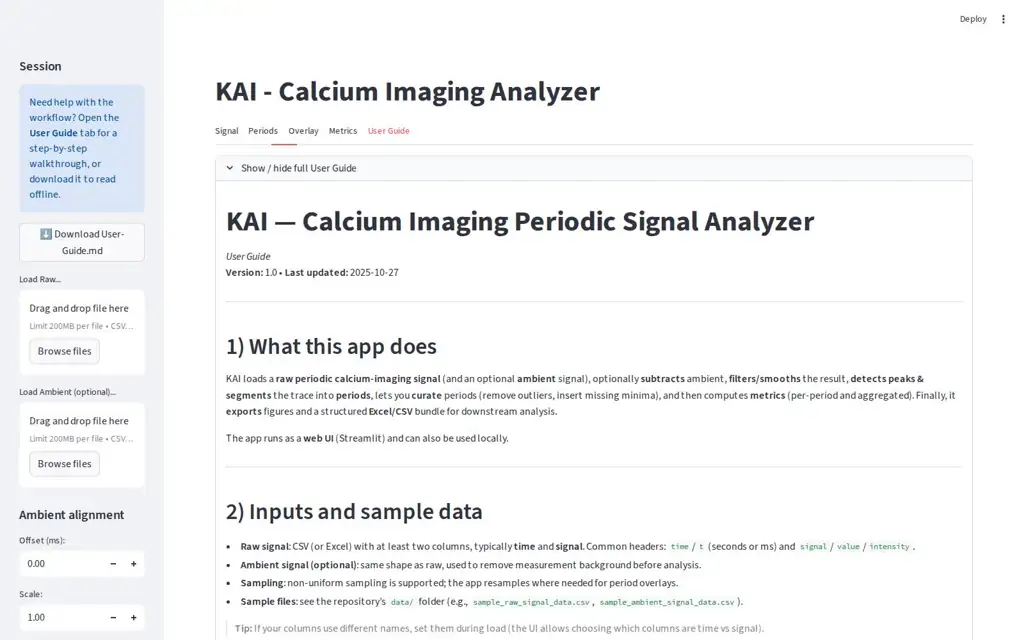 Deploy
Session
Need help with the
workflow? Open the
User Guide tab for a
step-by-step
walkthrough, or
download it to read
offline.
⬇️ Download User-
Guide.md
Load Raw...
Drag and drop file here
Limit 200MB per file • CSV...
Browse files
Load Ambient (optional)...
Drag and drop file here
Limit 200MB per file • CSV...
Browse files
Ambient alignment
Offset (ms):
0.00
Scale:
1.00
KAI - Calcium Imaging Analyzer
Signal Periods Overlay Metrics User Guide
Show / hide full User Guide
KAI — Calcium Imaging Periodic Signal Analyzer
User Guide
Version: 1.0 • Last updated: 2025-10-27
1) What this app does
KAI loads a raw periodic calcium-imaging signal (and an optional ambient signal), optionally subtracts ambient, filters/smooths the result, detects peaks &
segments the trace into periods, lets you curate periods (remove outliers, insert missing minima), and then computes metrics (per-period and aggregated). Finally, it
exports figures and a structured Excel/CSV bundle for downstream analysis.
The app runs as a web UI (Streamlit) and can also be used locally.
2) Inputs and sample data
• Raw signal: CSV (or Excel) with at least two columns, typically time and signal. Common headers: time / t (seconds or ms) and signal / value / intensity .
• Ambient signal (optional): same shape as raw, used to remove measurement background before analysis.
• Sampling: non-uniform sampling is supported; the app resamples where needed for period overlays.
• Sample files: see the repository's data/ folder (e.g., sample_raw_signal_data.csv , sample_ambient_signal_data.csv ).
Tip: If your columns use different names, set them during load (the UI allows choosing which columns are time vs signal).